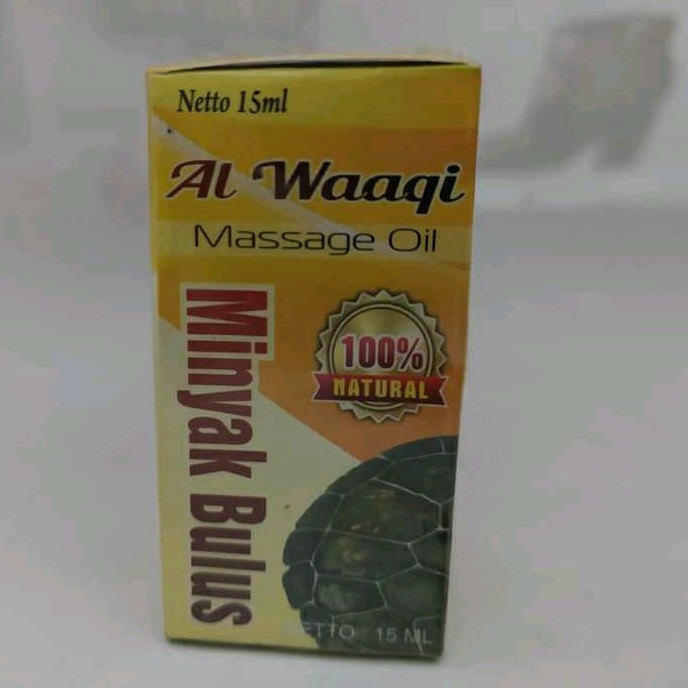 Netto 15ml
Al Waaqi
Massage Oil
Minyak Bulus
100%
NATURAL
NETTO 15 ML